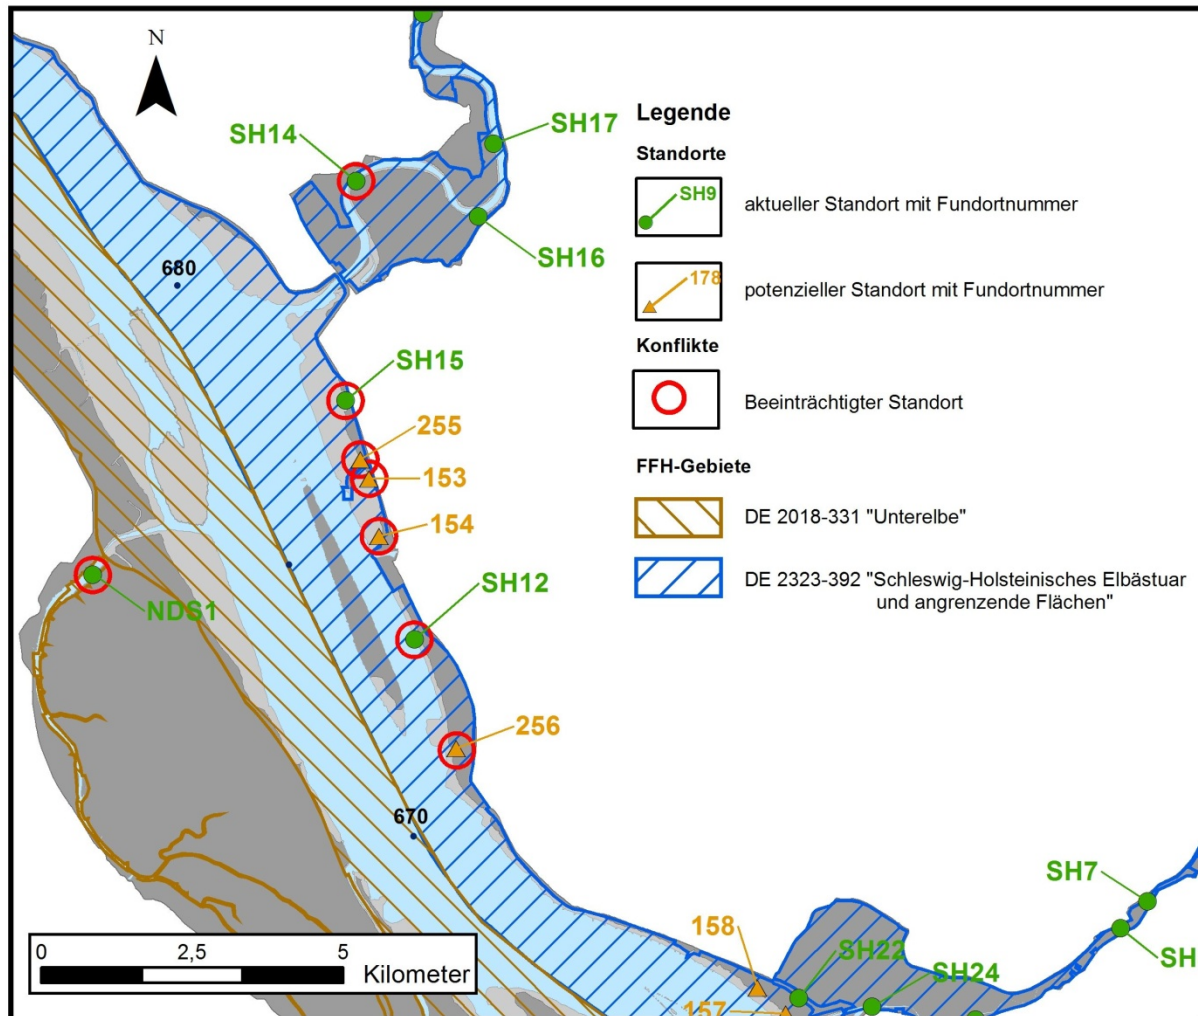 N
SH14
SH17
SH16
680
SH15
255
153
154
NDS1
SH12
256
670
158
SH22
157
SH24
SH7
SH
0 2,5 5
Kilometer
Legende
Standorte
SH9
aktueller Standort mit Fundortnummer
178
potenzieller Standort mit Fundortnummer
Konflikte
Beeinträchtigter Standort
FFH-Gebiete
DE 2018-331 "Unterelbe"
DE 2323-392 "Schleswig-Holsteinisches Elbästuar
und angrenzende Flächen"